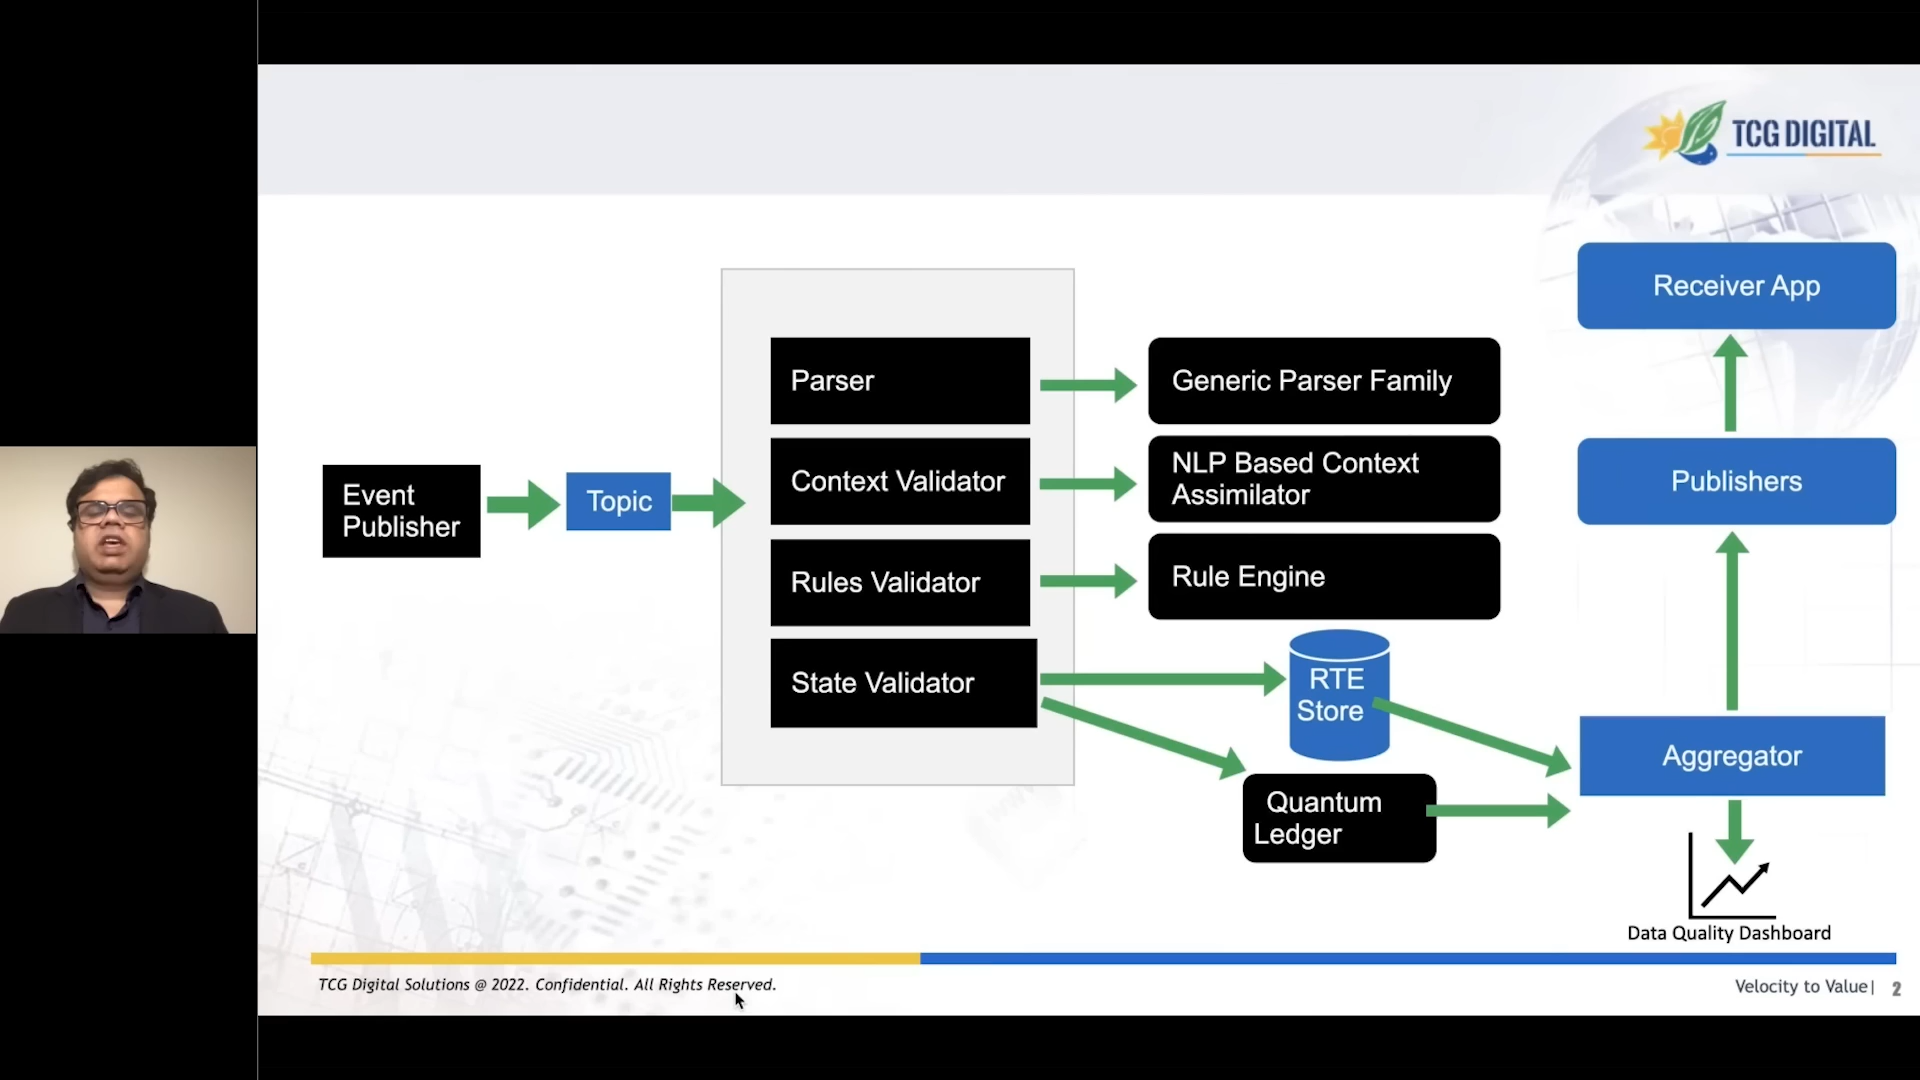 TCG DIGITAL
Receiver App
Parser
Generic Parser Family
Event
Publisher
Topic
Context Validator
NLP Based Context
Assimilator
Publishers
Rules Validator
Rule Engine
State Validator
RTE
Store
Quantum
Ledger
Aggregator
Data Quality Dashboard
TCG Digital Solutions @ 2022. Confidential. All Rights Reserved.
Velocity to Value| 2